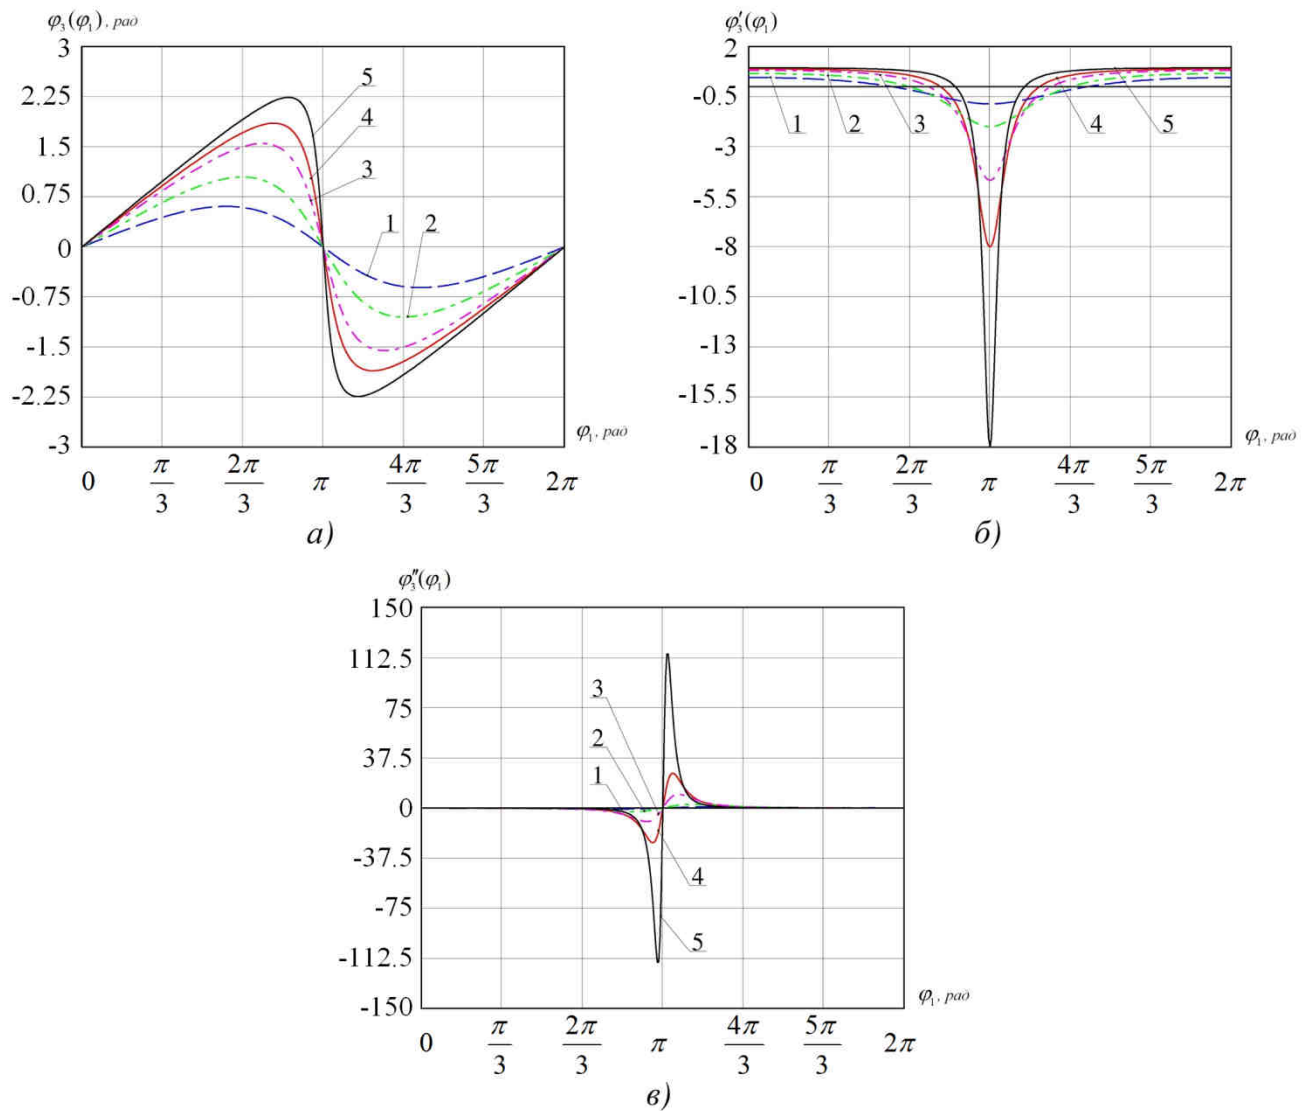 φ₃(φ₁), рад
3
2.25
1.5
0.75
0
-0.75
-1.5
-2.25
-3
5
4
3
1
2
φ₁, рад
0 π/3 2π/3 π 4π/3 5π/3 2π
а)
φ₃′(φ₁)
2
-0.5
-3
-5.5
-8
-10.5
-13
-15.5
-18
1 2 3 4 5
φ₁, рад
0 π/3 2π/3 π 4π/3 5π/3 2π
б)
φ₃″(φ₁)
150
112.5
75
37.5
0
-37.5
-75
-112.5
-150
3
2
1
4
5
φ₁, рад
0 π/3 2π/3 π 4π/3 5π/3 2π
в)